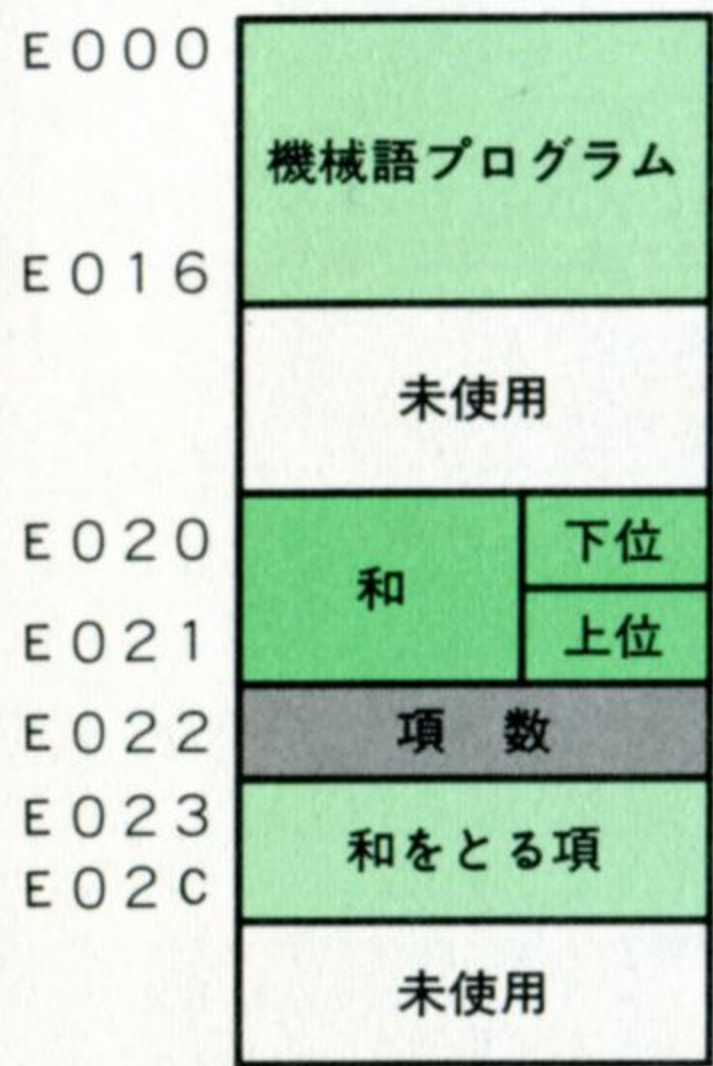 E000
機械語プログラム
E016
未使用
E020
和
下位
E021
上位
E022
項 数
E023
和をとる項
E02C
未使用